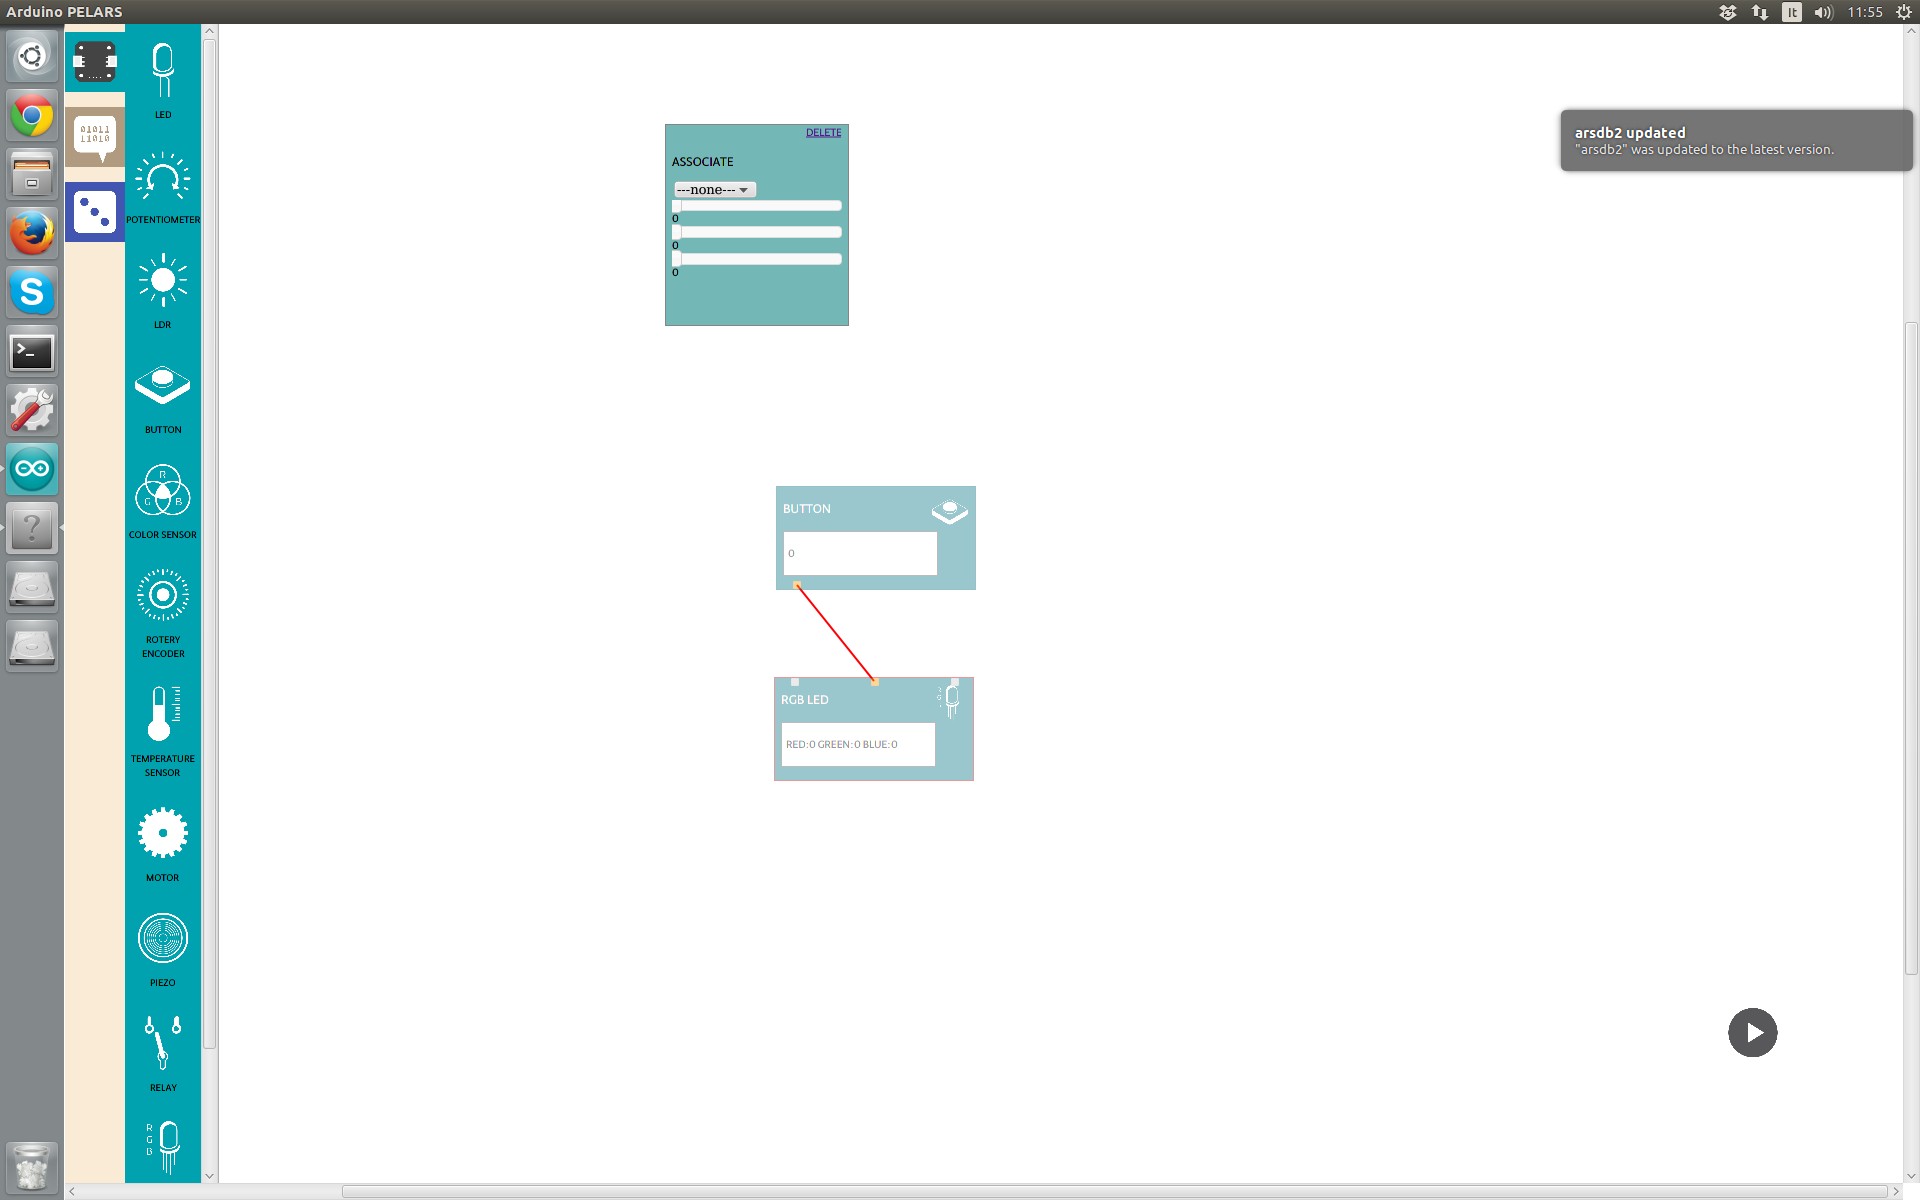 Arduino PELARS
It
11:55
01011
11010
LED
POTENTIOMETER
LDR
BUTTON
R
G B
COLOR SENSOR
ROTERY
ENCODER
TEMPERATURE
SENSOR
MOTOR
PIEZO
RELAY
R
G
B
DELETE
ASSOCIATE
---none---
0
0
0
arsdb2 updated
"arsdb2" was updated to the latest version.
BUTTON
0
RGB LED
RED:0 GREEN:0 BLUE:0